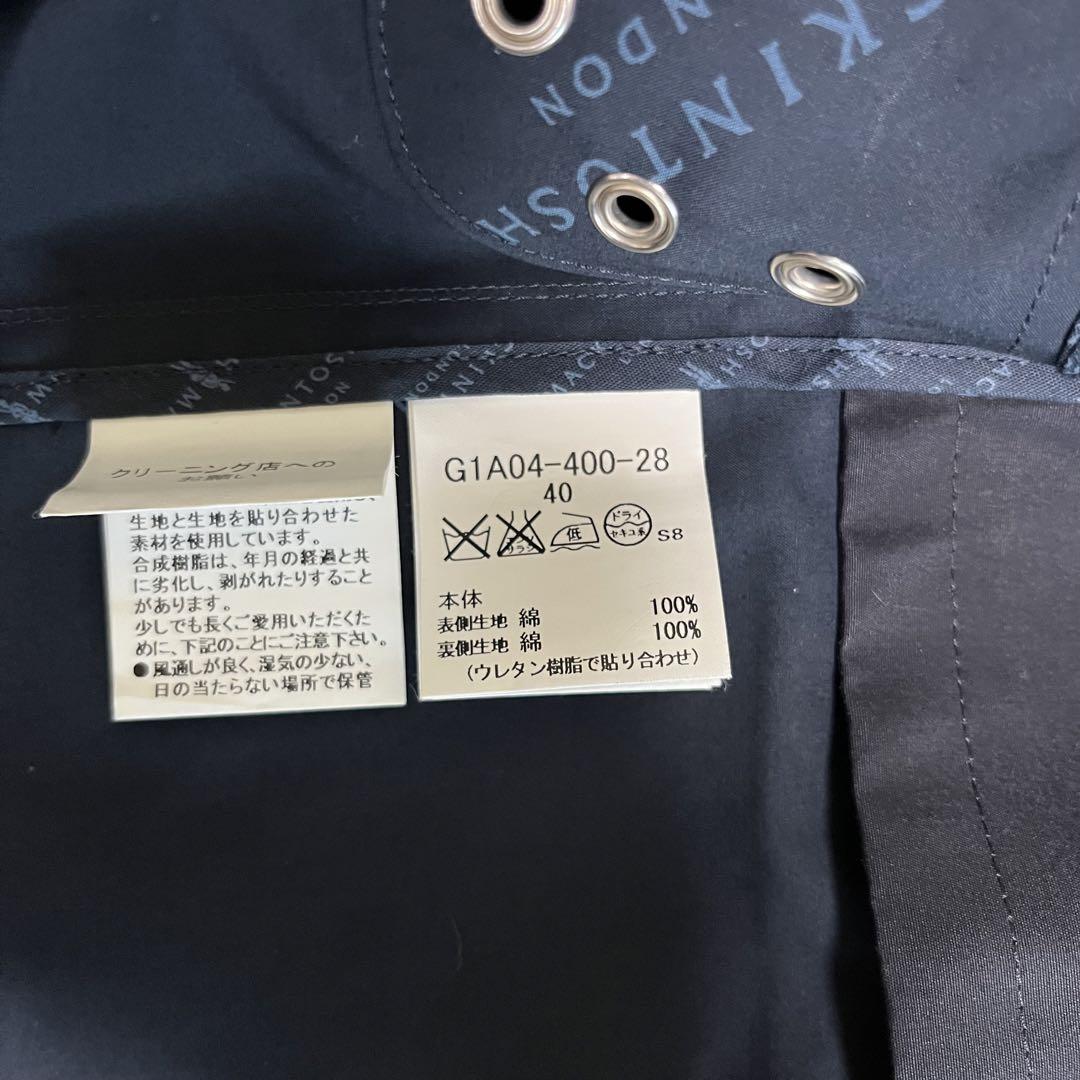 CKINTOSH
NDON
MACK
クリーニング店への
お願い
生地と生地を貼り合わせた
素材を使用しています。
合成樹脂は、年月の経過と共
に劣化し、剥がれたりすること
があります。
少しでも長くご愛用いただくた
めに、下記のことにご注意下さい。
●風通しが良く、湿気の少ない、
日の当たらない場所で保管
G1A04-400-28
40
低
ドライ
セキユ系
S8
本体
表側生地 綿 100%
裏側生地 綿 100%
(ウレタン樹脂で貼り合わせ)